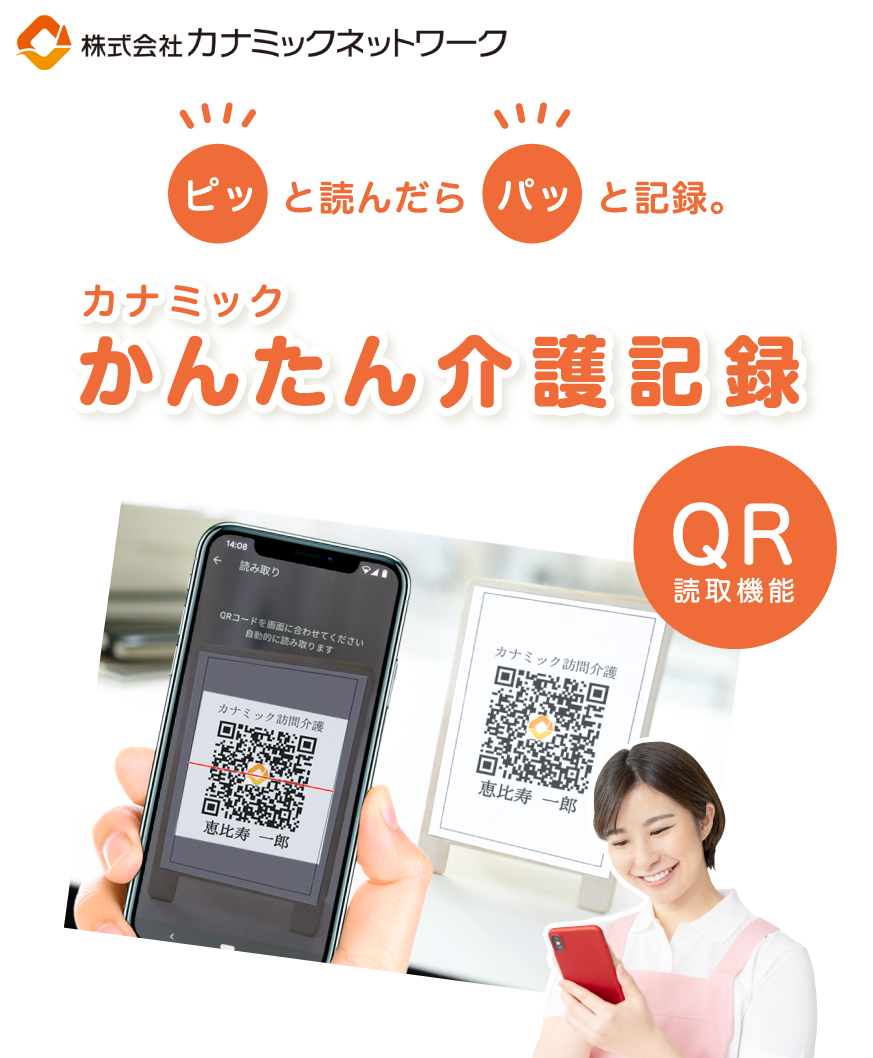 株式会社カナミックネットワーク
ピッと読んだらパッと記録。
カナミック
かんたん介護記録
QR
読取機能
14:08
読み取り
QRコードを画面に合わせてください
自動的に読み取ります
カナミック訪問介護
恵比寿 一郎
カナミック訪問介護
恵比寿 一郎